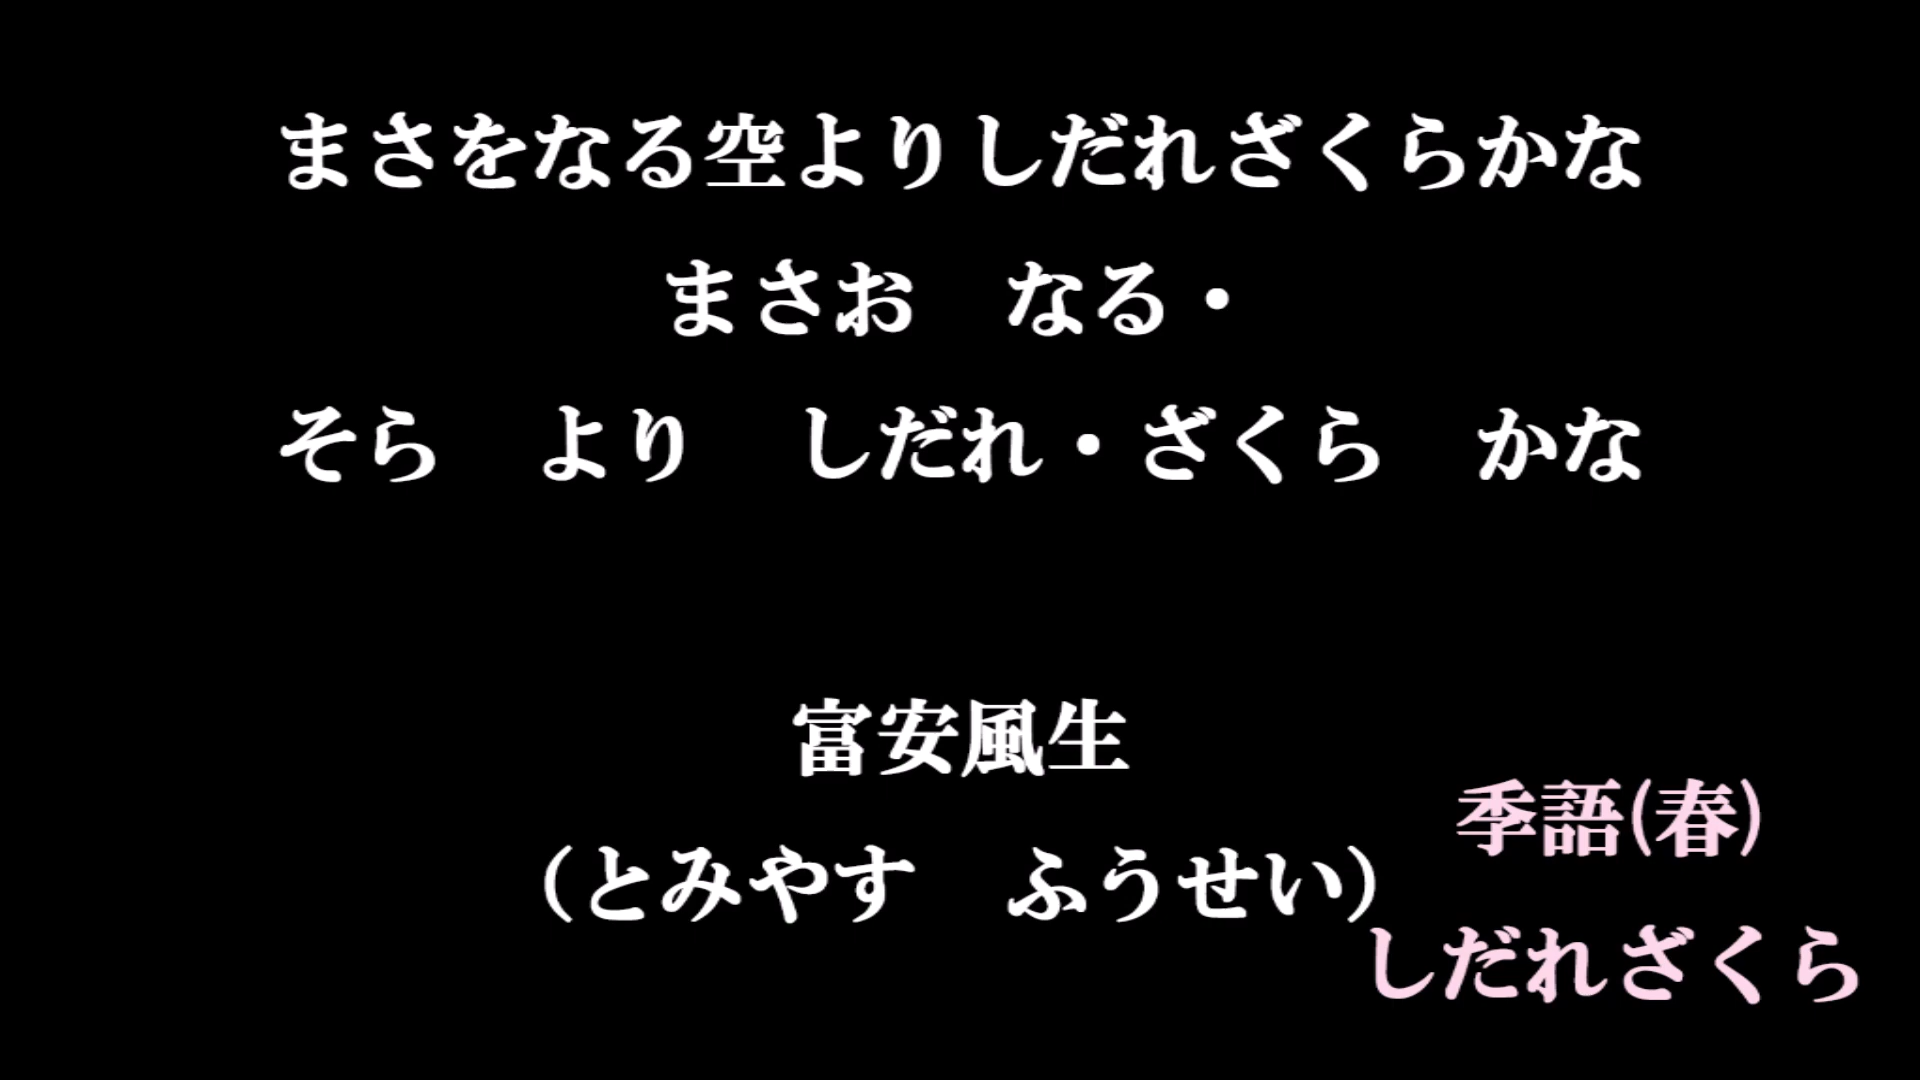 まさをなる空よりしだれざくらかな
まさお　なる・
そら　より　しだれ・ざくら　かな
富安風生
（とみやす　ふうせい）
季語(春)
しだれざくら